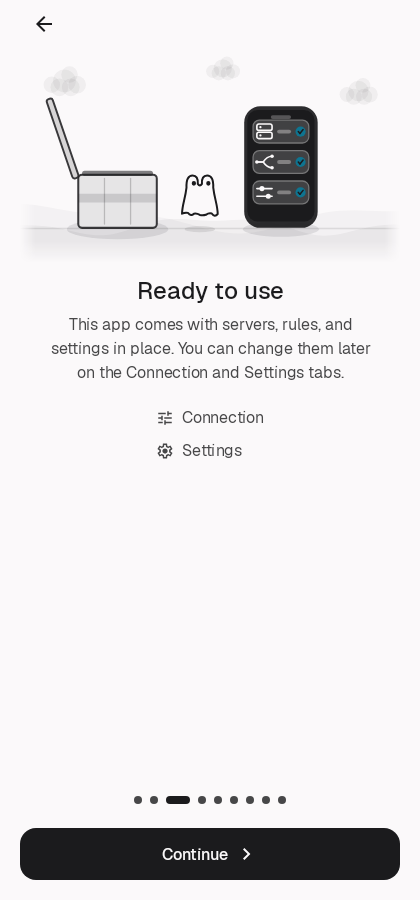 Ready to use
This app comes with servers, rules, and
settings in place. You can change them later
on the Connection and Settings tabs.
Connection
Settings
Continue